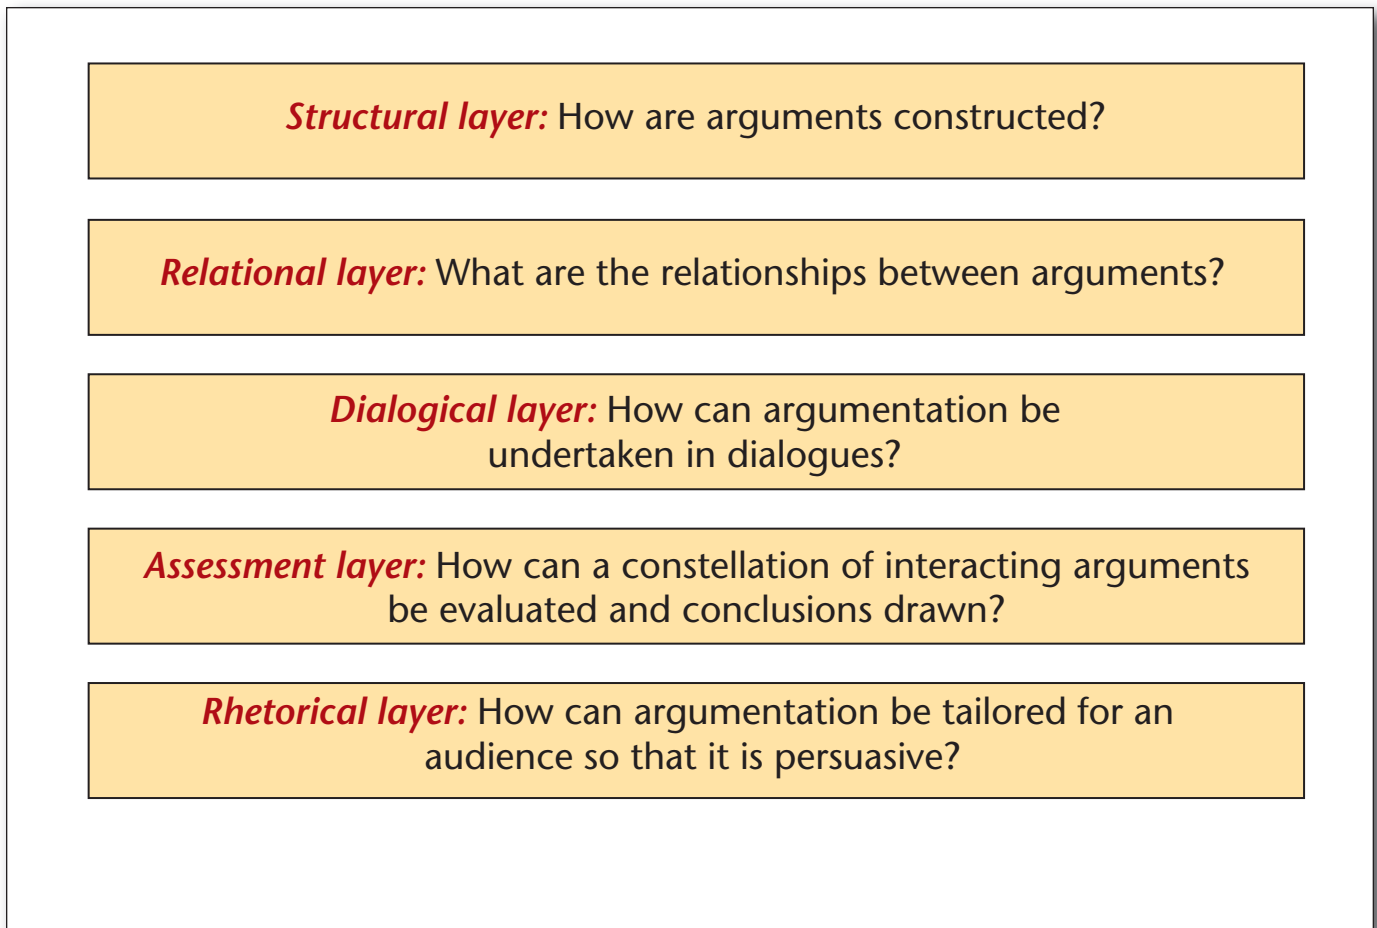 Structural layer: How are arguments constructed?
Relational layer: What are the relationships between arguments?
Dialogical layer: How can argumentation be
undertaken in dialogues?
Assessment layer: How can a constellation of interacting arguments
be evaluated and conclusions drawn?
Rhetorical layer: How can argumentation be tailored for an
audience so that it is persuasive?